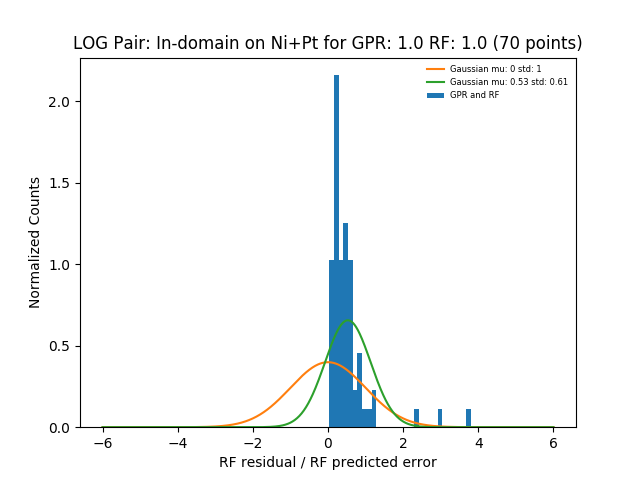 LOG Pair: In-domain on Ni+Pt for GPR: 1.0 RF: 1.0 (70 points)
Gaussian mu: 0 std: 1
Gaussian mu: 0.53 std: 0.61
GPR and RF
Normalized Counts
2.0
1.5
1.0
0.5
0.0
−6 −4 −2 0 2 4 6
RF residual / RF predicted error